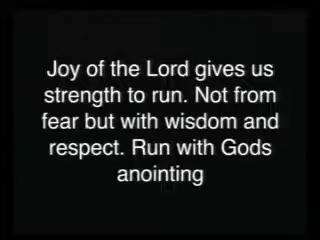 Joy of the Lord gives us
strength to run. Not from
fear but with wisdom and
respect. Run with Gods
anointing